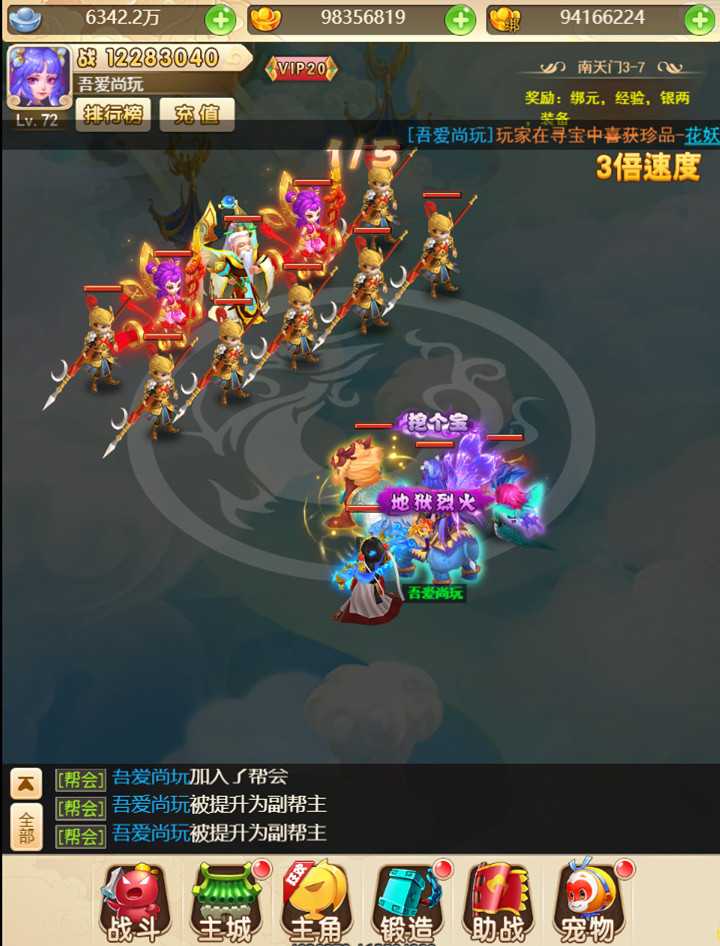 6342.2万
98356819
94166224
战 12283040
VIP20
吾爱尚玩
Lv. 72
排行榜
充值
南天门3-7
奖励：绑元，经验，银两
，装备
[吾爱尚玩]玩家在寻宝中喜获珍品-花妖
1/5
3倍速度
挖个宝
地狱烈火
吾爱尚玩
[帮会] 吾爱尚玩加入了帮会
全部
[帮会] 吾爱尚玩被提升为副帮主
[帮会] 吾爱尚玩被提升为副帮主
战斗
主城
主角
锻造
助战
宠物